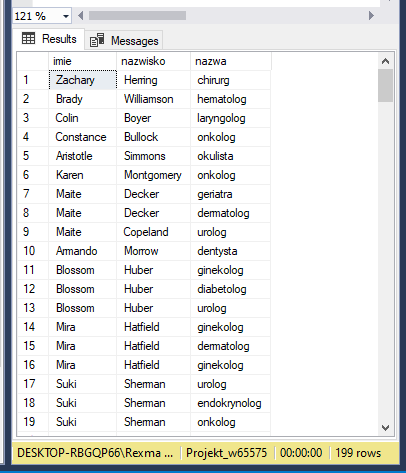 121 %
Results Messages
imie nazwisko nazwa
1 Zachary Herring chirurg
2 Brady Williamson hematolog
3 Colin Boyer laryngolog
4 Constance Bullock onkolog
5 Aristotle Simmons okulista
6 Karen Montgomery onkolog
7 Maite Decker geriatra
8 Maite Decker dermatolog
9 Maite Copeland urolog
10 Amando Morrow dentysta
11 Blossom Huber ginekolog
12 Blossom Huber diabetolog
13 Blossom Huber urolog
14 Mira Hatfield ginekolog
15 Mira Hatfield dermatolog
16 Mira Hatfield ginekolog
17 Suki Sherman urolog
18 Suki Sherman endokrynolog
19 Suki Sherman onkolog
DESKTOP-RBGQP66\Rexma ... Projekt_w65575 00:00:00 199 rows